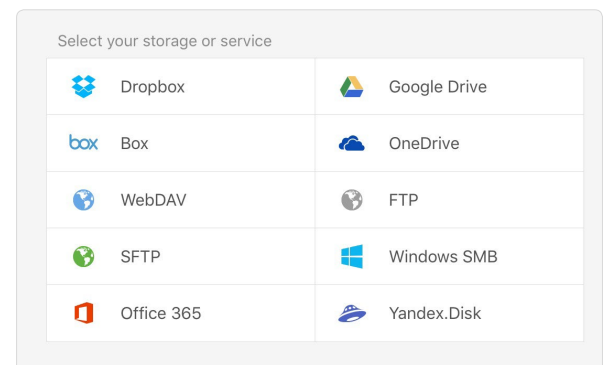 Select your storage or service
Dropbox
Google Drive
box Box
OneDrive
WebDAV
FTP
SFTP
Windows SMB
Office 365
Yandex.Disk